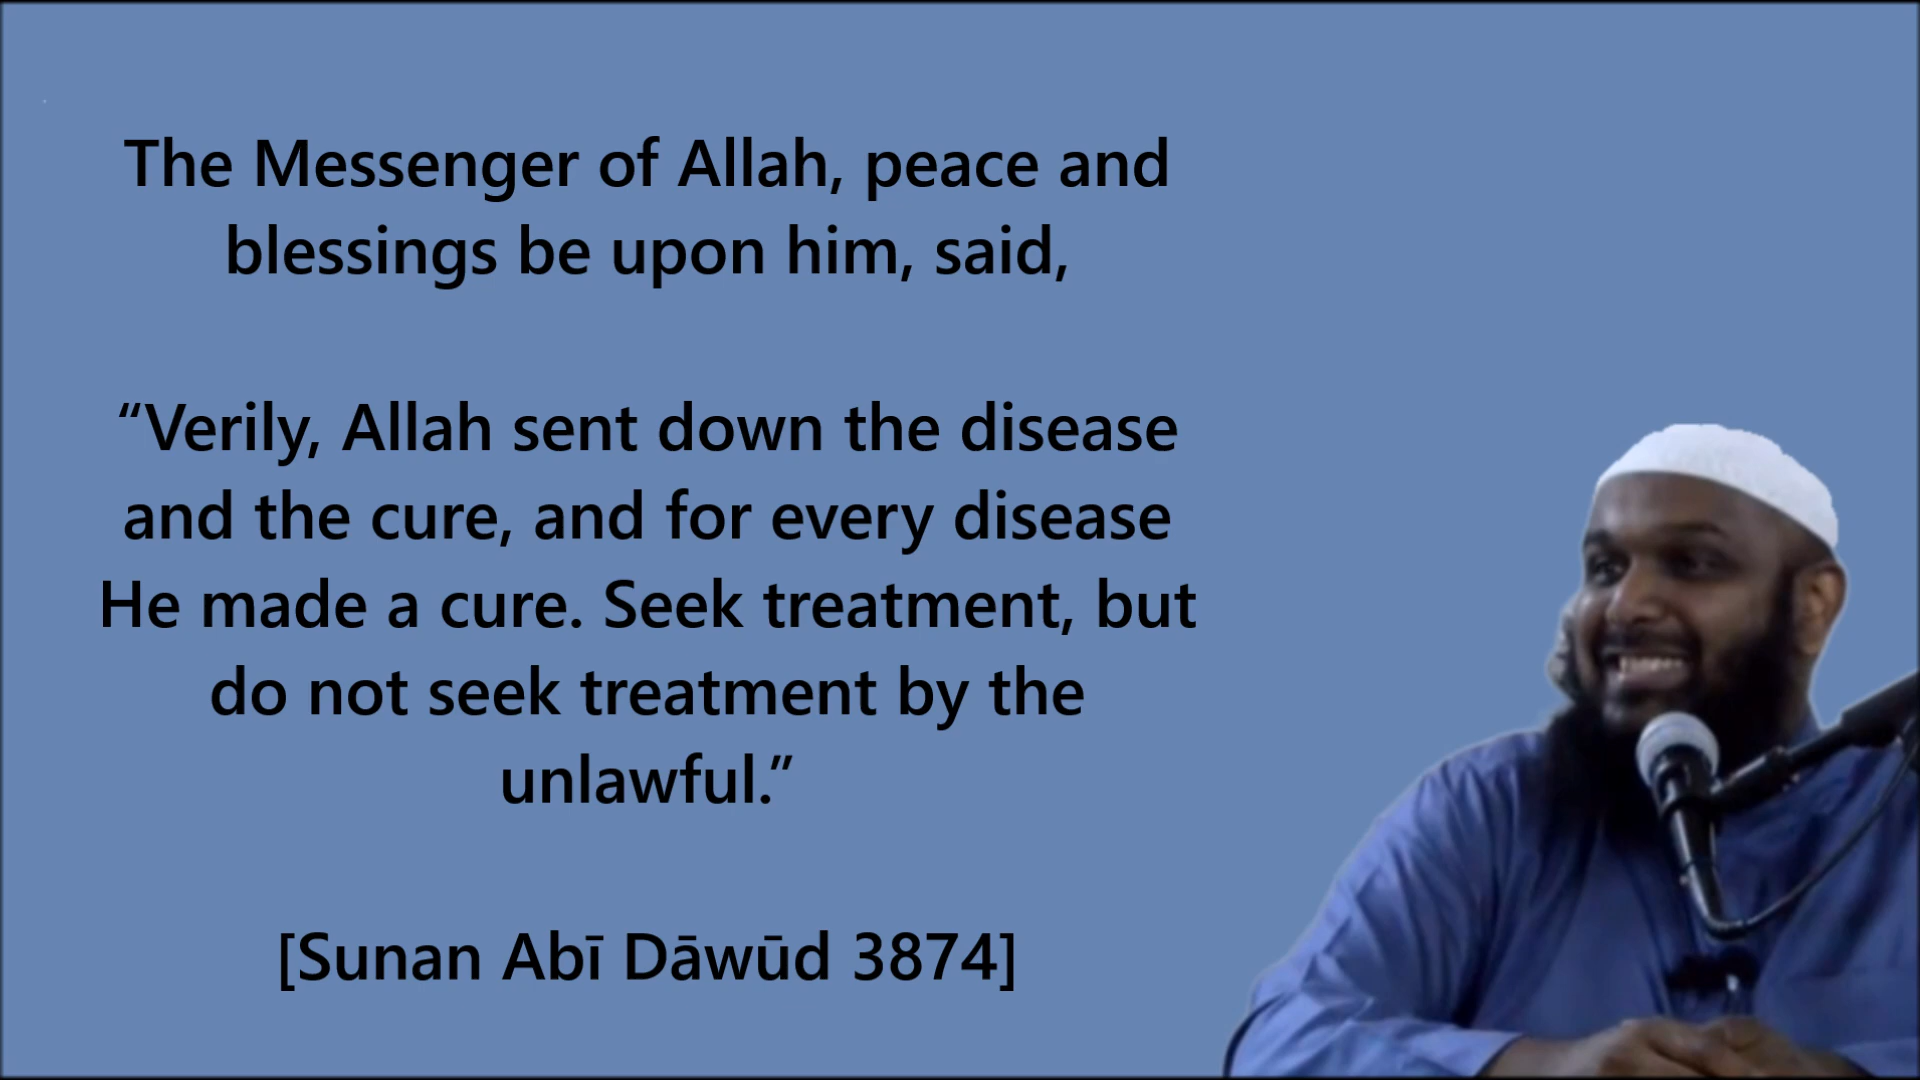 The Messenger of Allah, peace and
blessings be upon him, said,
“Verily, Allah sent down the disease
and the cure, and for every disease
He made a cure. Seek treatment, but
do not seek treatment by the
unlawful.”
[Sunan Abī Dāwūd 3874]